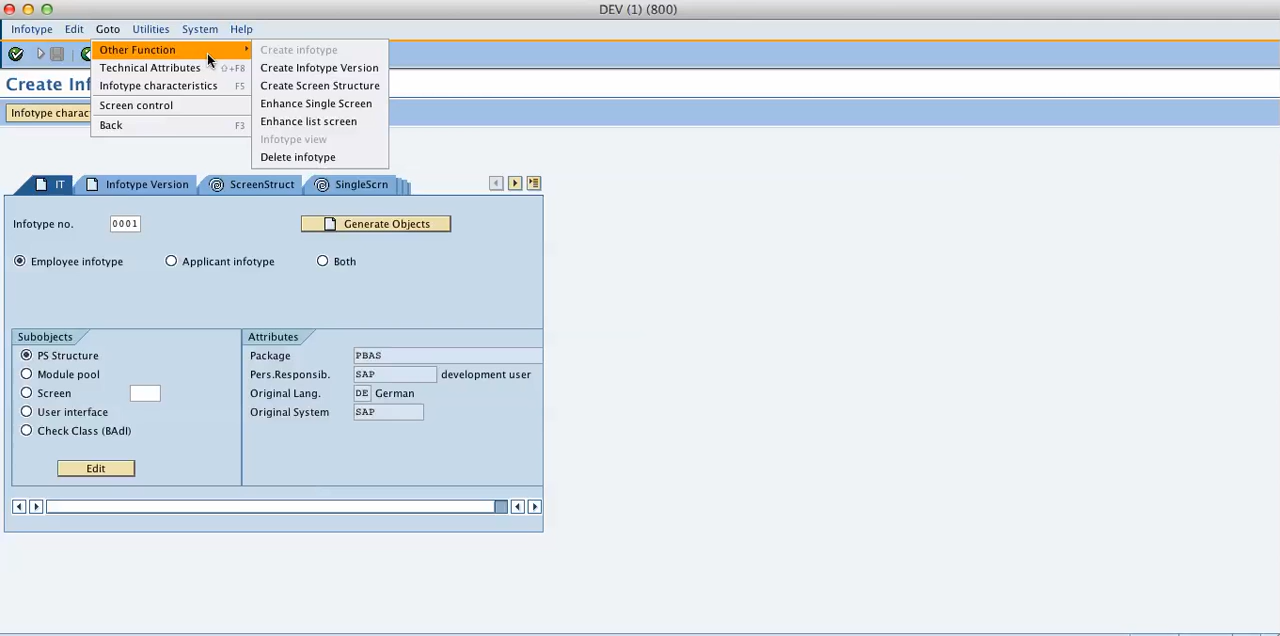 DEV (1) (800)
Infotype Edit Goto Utilities System Help
Other Function
Technical Attributes ⇧+F8
Infotype characteristics F5
Screen control
Back F3
Create infotype
Create Infotype Version
Create Screen Structure
Enhance Single Screen
Enhance list screen
Infotype view
Delete infotype
Create Inf
Infotype charac
IT Infotype Version ScreenStruct SingleScrn
Infotype no. 0001 Generate Objects
Employee infotype Applicant infotype Both
Subobjects
PS Structure
Module pool
Screen
User interface
Check Class (BAdI)
Edit
Attributes
Package PBAS
Pers.Responsib. SAP development user
Original Lang. DE German
Original System SAP